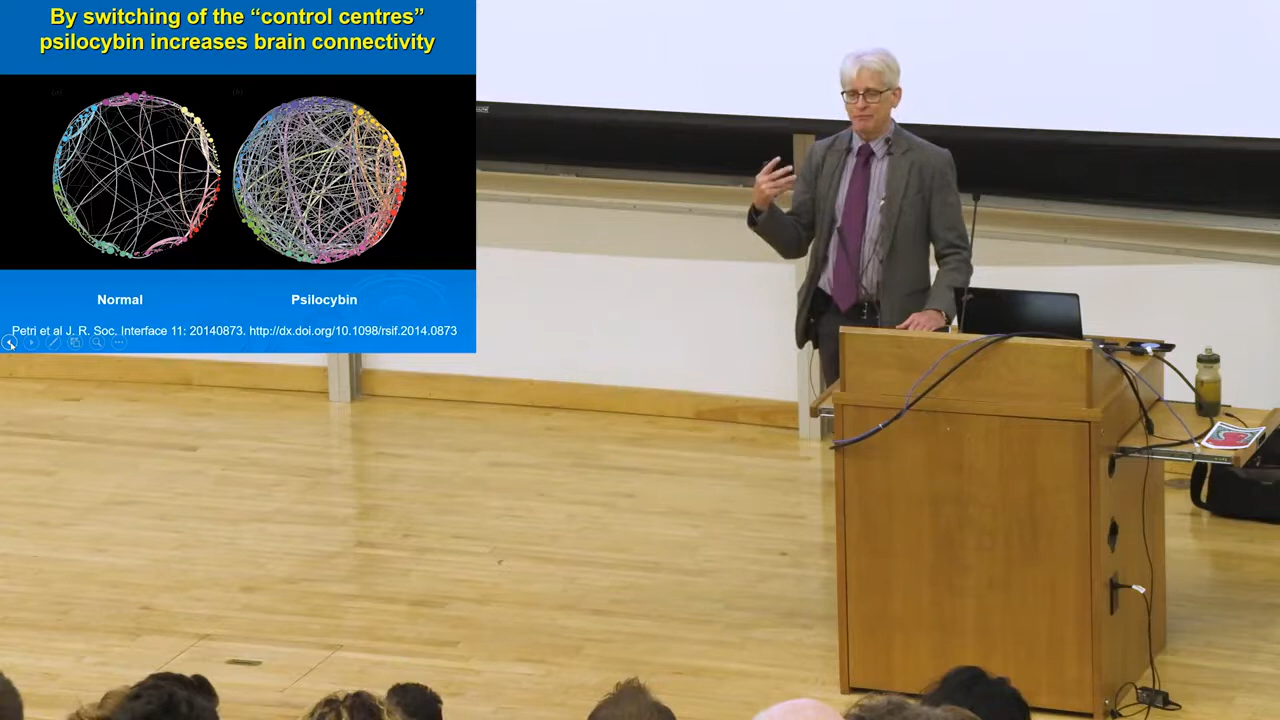 By switching of the “control centres”
psilocybin increases brain connectivity
Normal
Psilocybin
Petri et al J. R. Soc. Interface 11: 20140873. http://dx.doi.org/10.1098/rsif.2014.0873